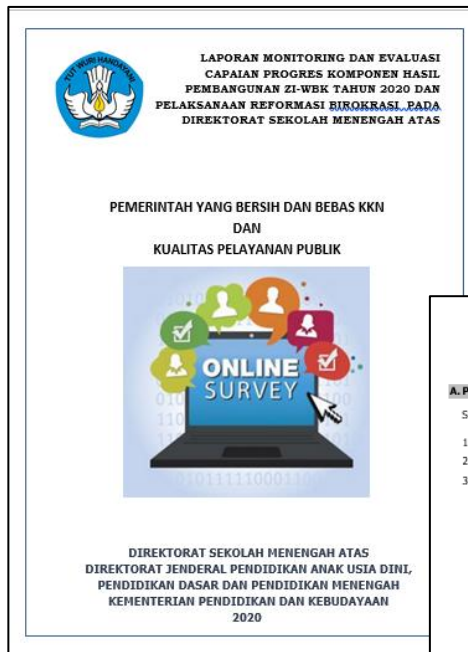 TUT WURI HANDAYANI
LAPORAN MONITORING DAN EVALUASI
CAPAIAN PROGRES KOMPONEN HASIL
PEMBANGUNAN ZI-WBK TAHUN 2020 DAN
PELAKSANAAN REFORMASI BIROKRASI PADA
DIREKTORAT SEKOLAH MENENGAH ATAS
PEMERINTAH YANG BERSIH DAN BEBAS KKN
DAN
KUALITAS PELAYANAN PUBLIK
ONLINE
SURVEY
DIREKTORAT SEKOLAH MENENGAH ATAS
DIREKTORAT JENDERAL PENDIDIKAN ANAK USIA DINI,
PENDIDIKAN DASAR DAN PENDIDIKAN MENENGAH
KEMENTERIAN PENDIDIKAN DAN KEBUDAYAAN
2020
A. P
S
1
2
3